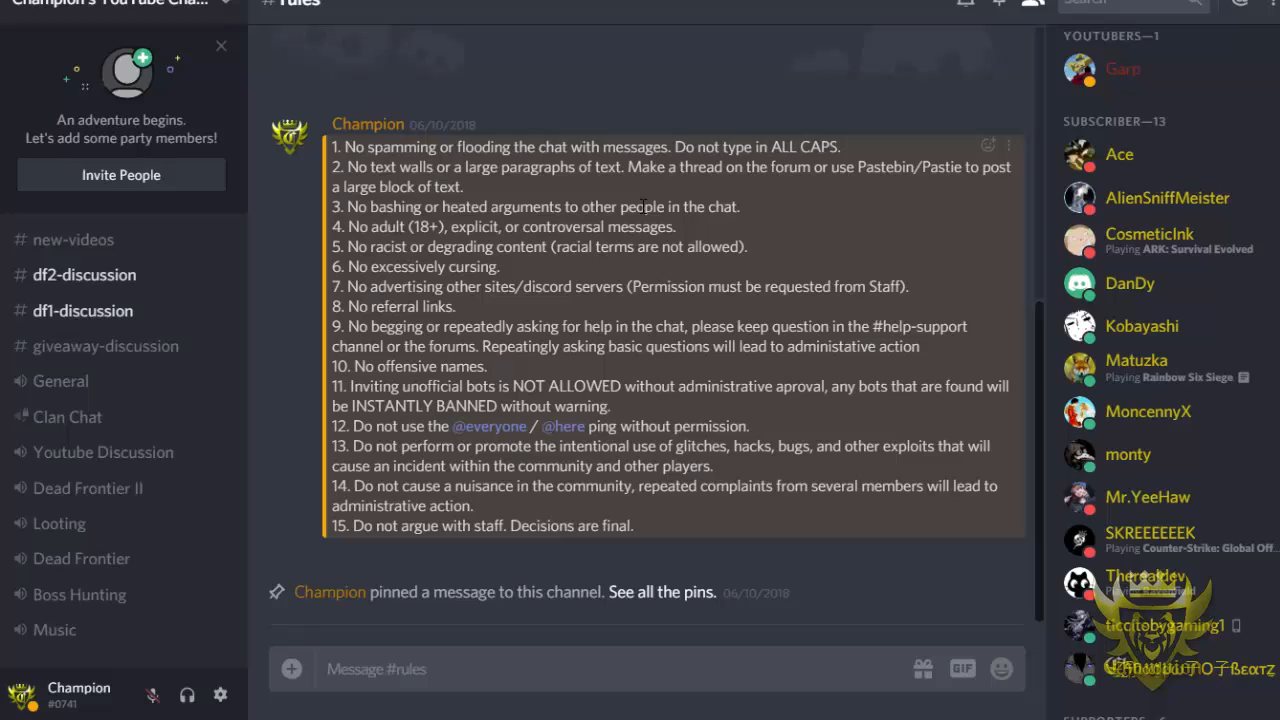 Champion's YouTube Cha...
# rules
Search
An adventure begins.
Let's add some party members!
Invite People
# new-videos
# df2-discussion
# df1-discussion
# giveaway-discussion
General
Clan Chat
Youtube Discussion
Dead Frontier II
Looting
Dead Frontier
Boss Hunting
Music
Champion
#0741
Champion 06/10/2018
1. No spamming or flooding the chat with messages. Do not type in ALL CAPS.
2. No text walls or a large paragraphs of text. Make a thread on the forum or use Pastebin/Pastie to post
a large block of text.
3. No bashing or heated arguments to other people in the chat.
4. No adult (18+), explicit, or controversal messages.
5. No racist or degrading content (racial terms are not allowed).
6. No excessively cursing.
7. No advertising other sites/discord servers (Permission must be requested from Staff).
8. No referral links.
9. No begging or repeatedly asking for help in the chat, please keep question in the #help-support
channel or the forums. Repeatingly asking basic questions will lead to administative action
10. No offensive names.
11. Inviting unofficial bots is NOT ALLOWED without administrative aproval, any bots that are found will
be INSTANTLY BANNED without warning.
12. Do not use the @everyone / @here ping without permission.
13. Do not perform or promote the intentional use of glitches, hacks, bugs, and other exploits that will
cause an incident within the community and other players.
14. Do not cause a nuisance in the community, repeated complaints from several members will lead to
administrative action.
15. Do not argue with staff. Decisions are final.
Champion pinned a message to this channel. See all the pins. 06/10/2018
Message #rules
GIF
YOUTUBERS—1
Garp
SUBSCRIBER—13
Ace
AlienSniffMeister
CosmeticInk
Playing ARK: Survival Evolved
DanDy
Kobayashi
Matuzka
Playing Rainbow Six Siege
MoncennyX
monty
Mr.YeeHaw
SKREEEEEEK
Playing Counter-Strike: Global Off...
Therealdev
ticcitobygaming1